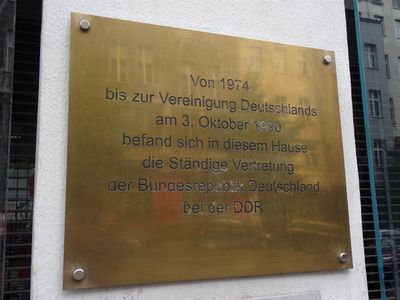 Von 1974
bis zur Vereinigung Deutschlands
am 3. Oktober 1990
befand sich in diesem Hause
die Ständige Vertretung
der Bundesrepublik Deutschland
bei der DDR